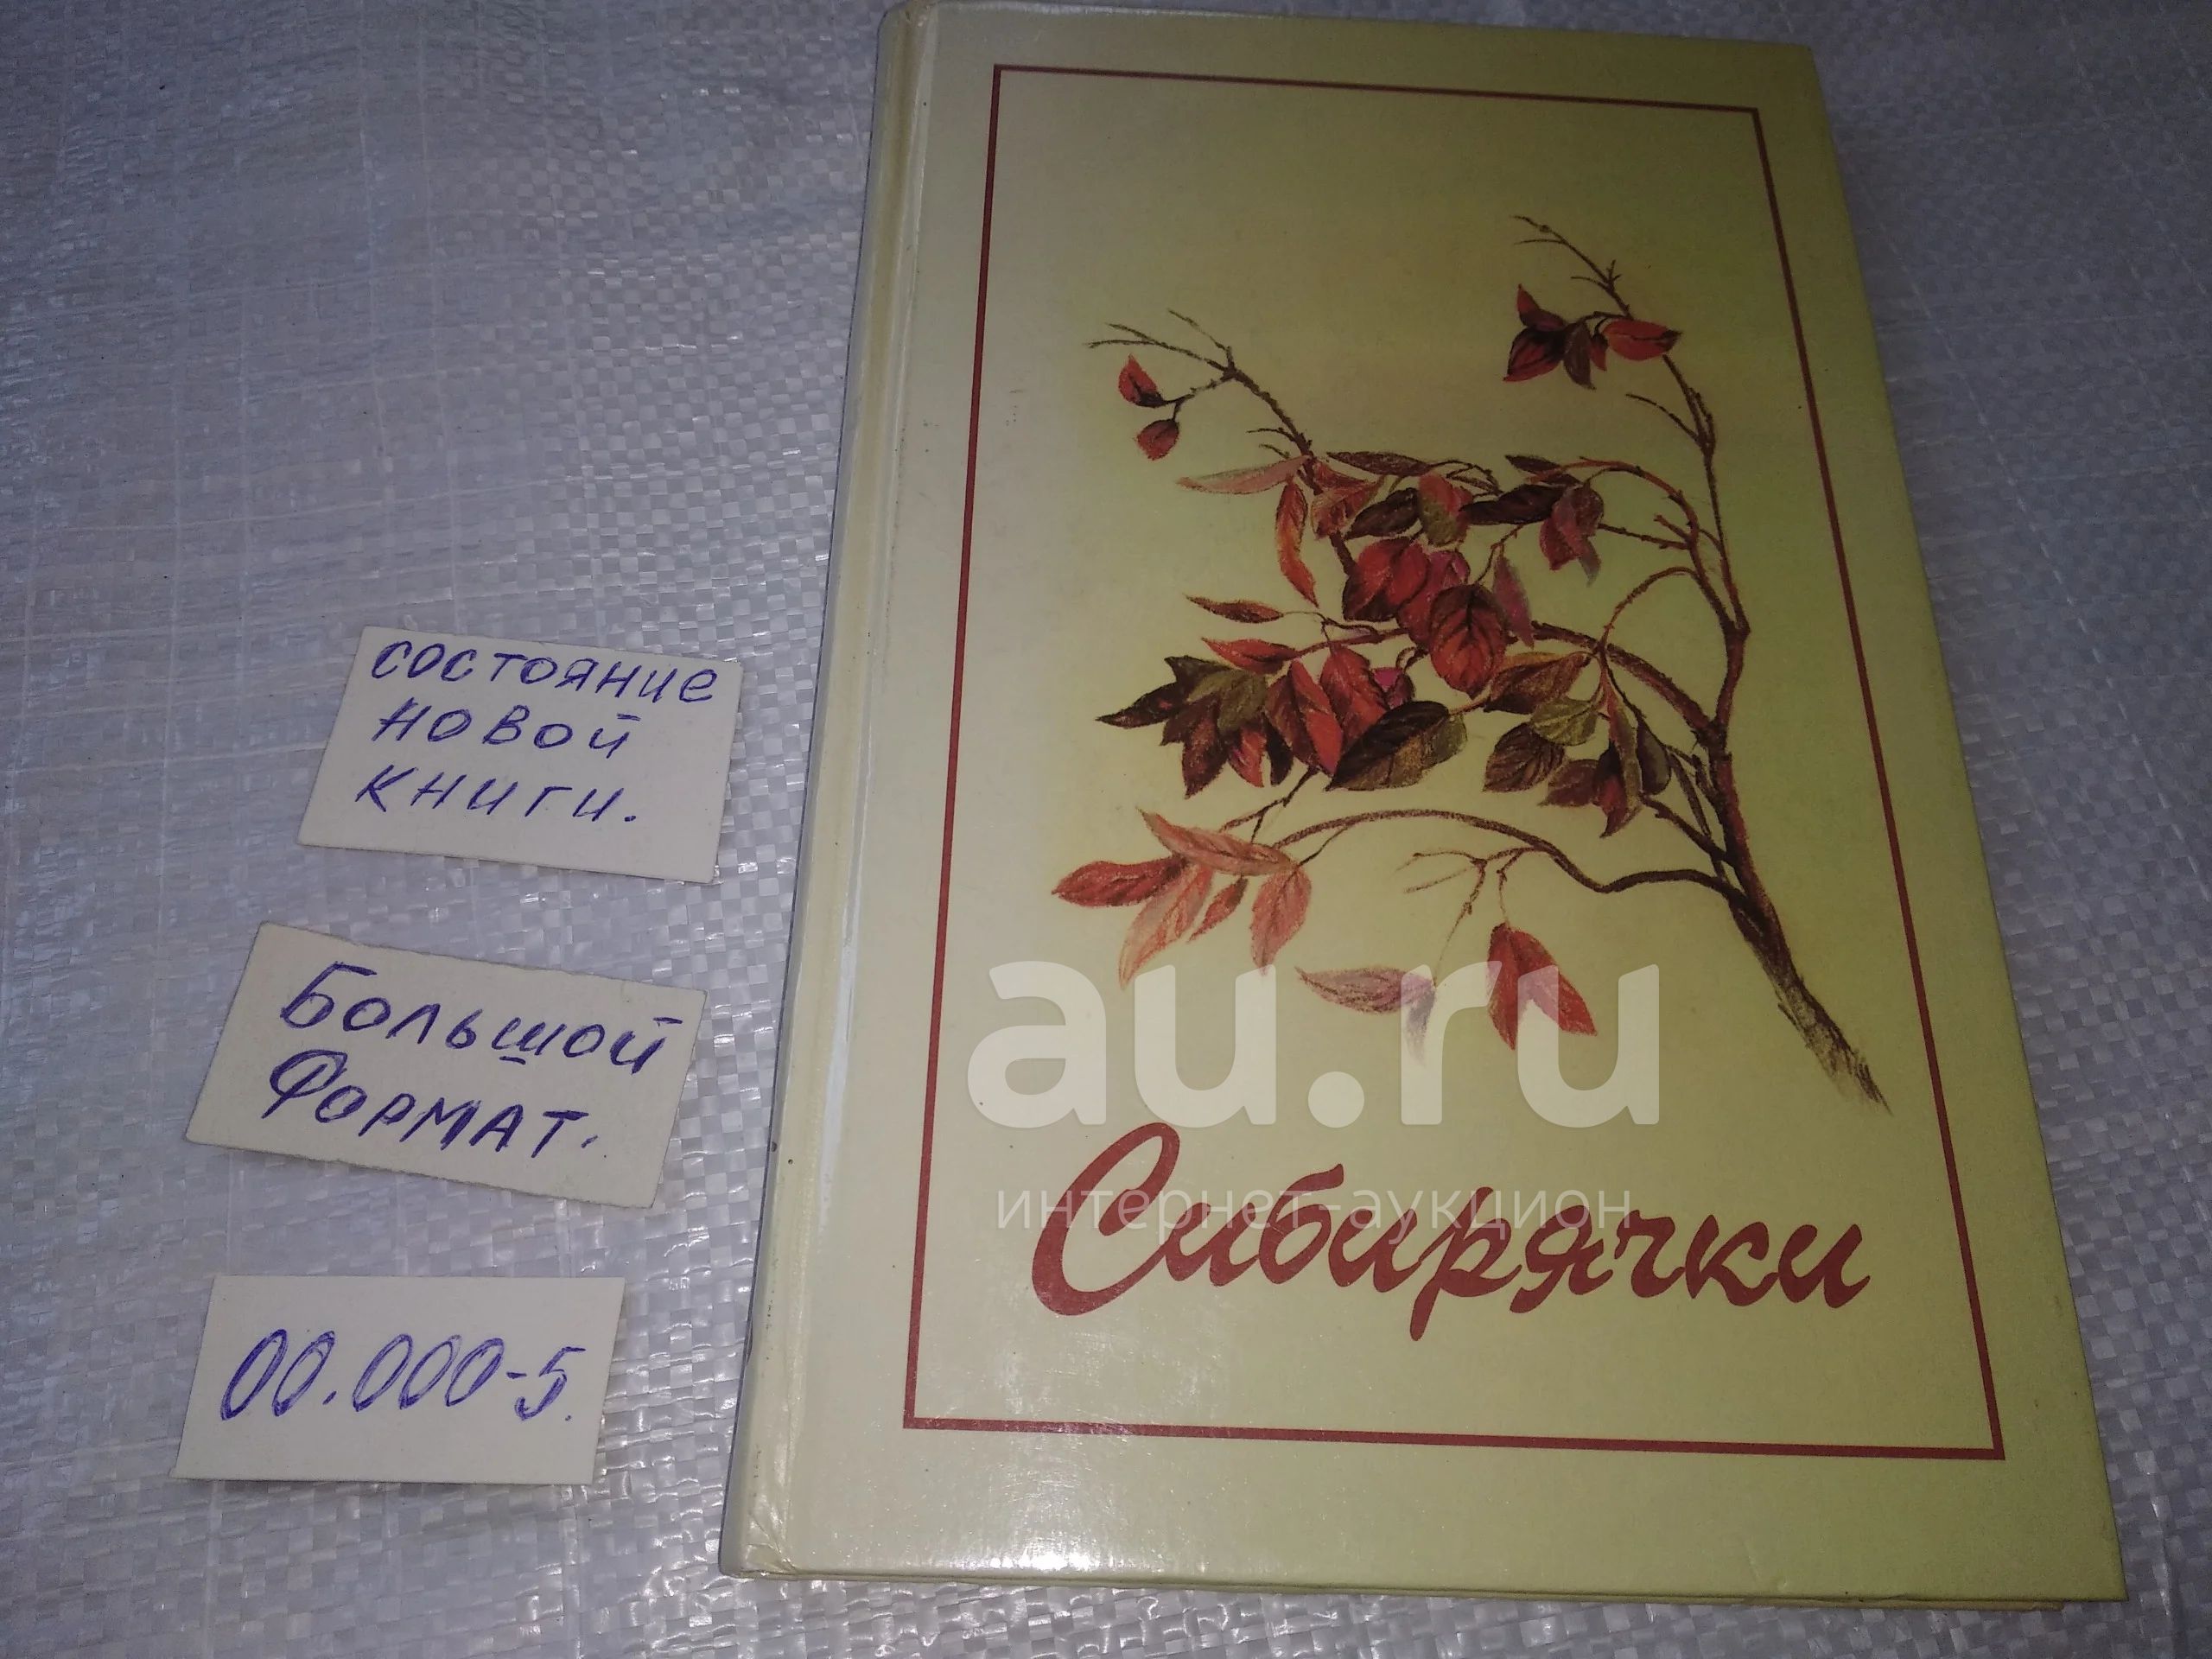 состояние
новой
книги.
Большой
Формат.
00.000-5.
au.ru
интернет-аукцион
Сибирячки